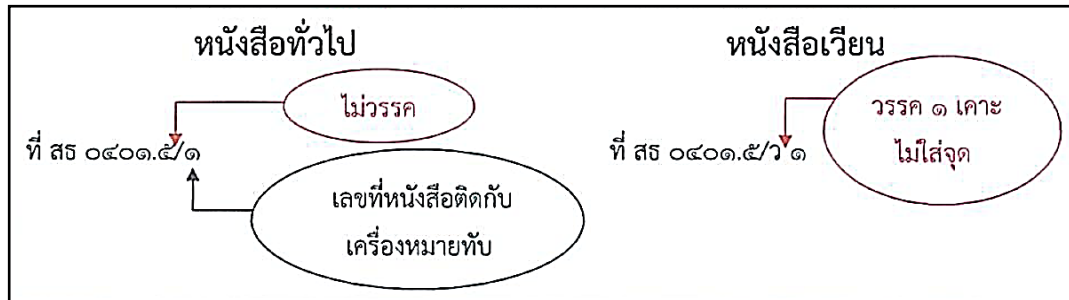 หนังสือทั่วไป
ไม่วรรค
ที่ สธ ๐๔๐๑.๕/๑
เลขที่หนังสือติดกับ
เครื่องหมายทับ
หนังสือเวียน
วรรค ๑ เคาะ
ไม่ใส่จุด
ที่ สธ ๐๔๐๑.๕/ว ๑